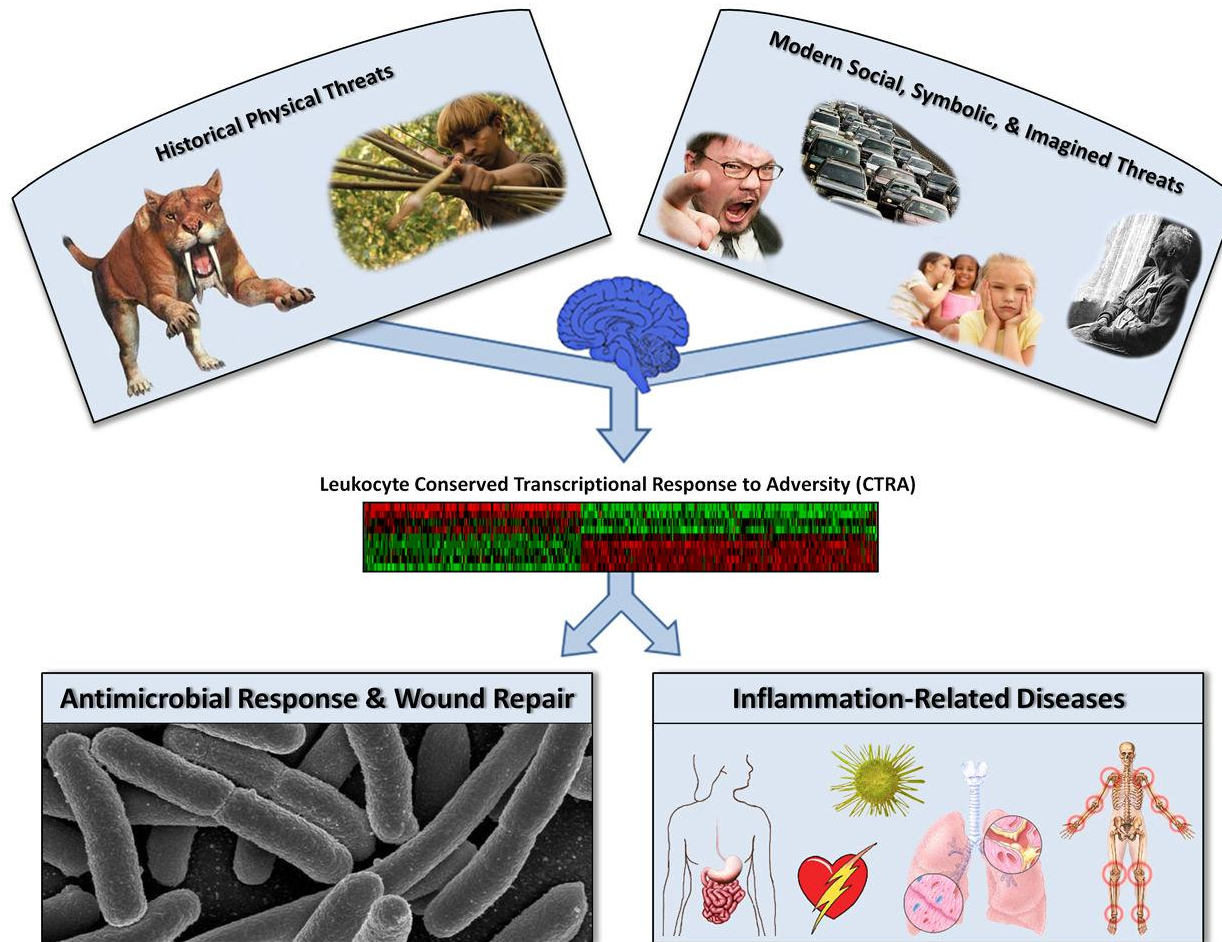 Historical Physical Threats
Modern Social, Symbolic, & Imagined Threats
Leukocyte Conserved Transcriptional Response to Adversity (CTRA)
Antimicrobial Response & Wound Repair
Inflammation-Related Diseases